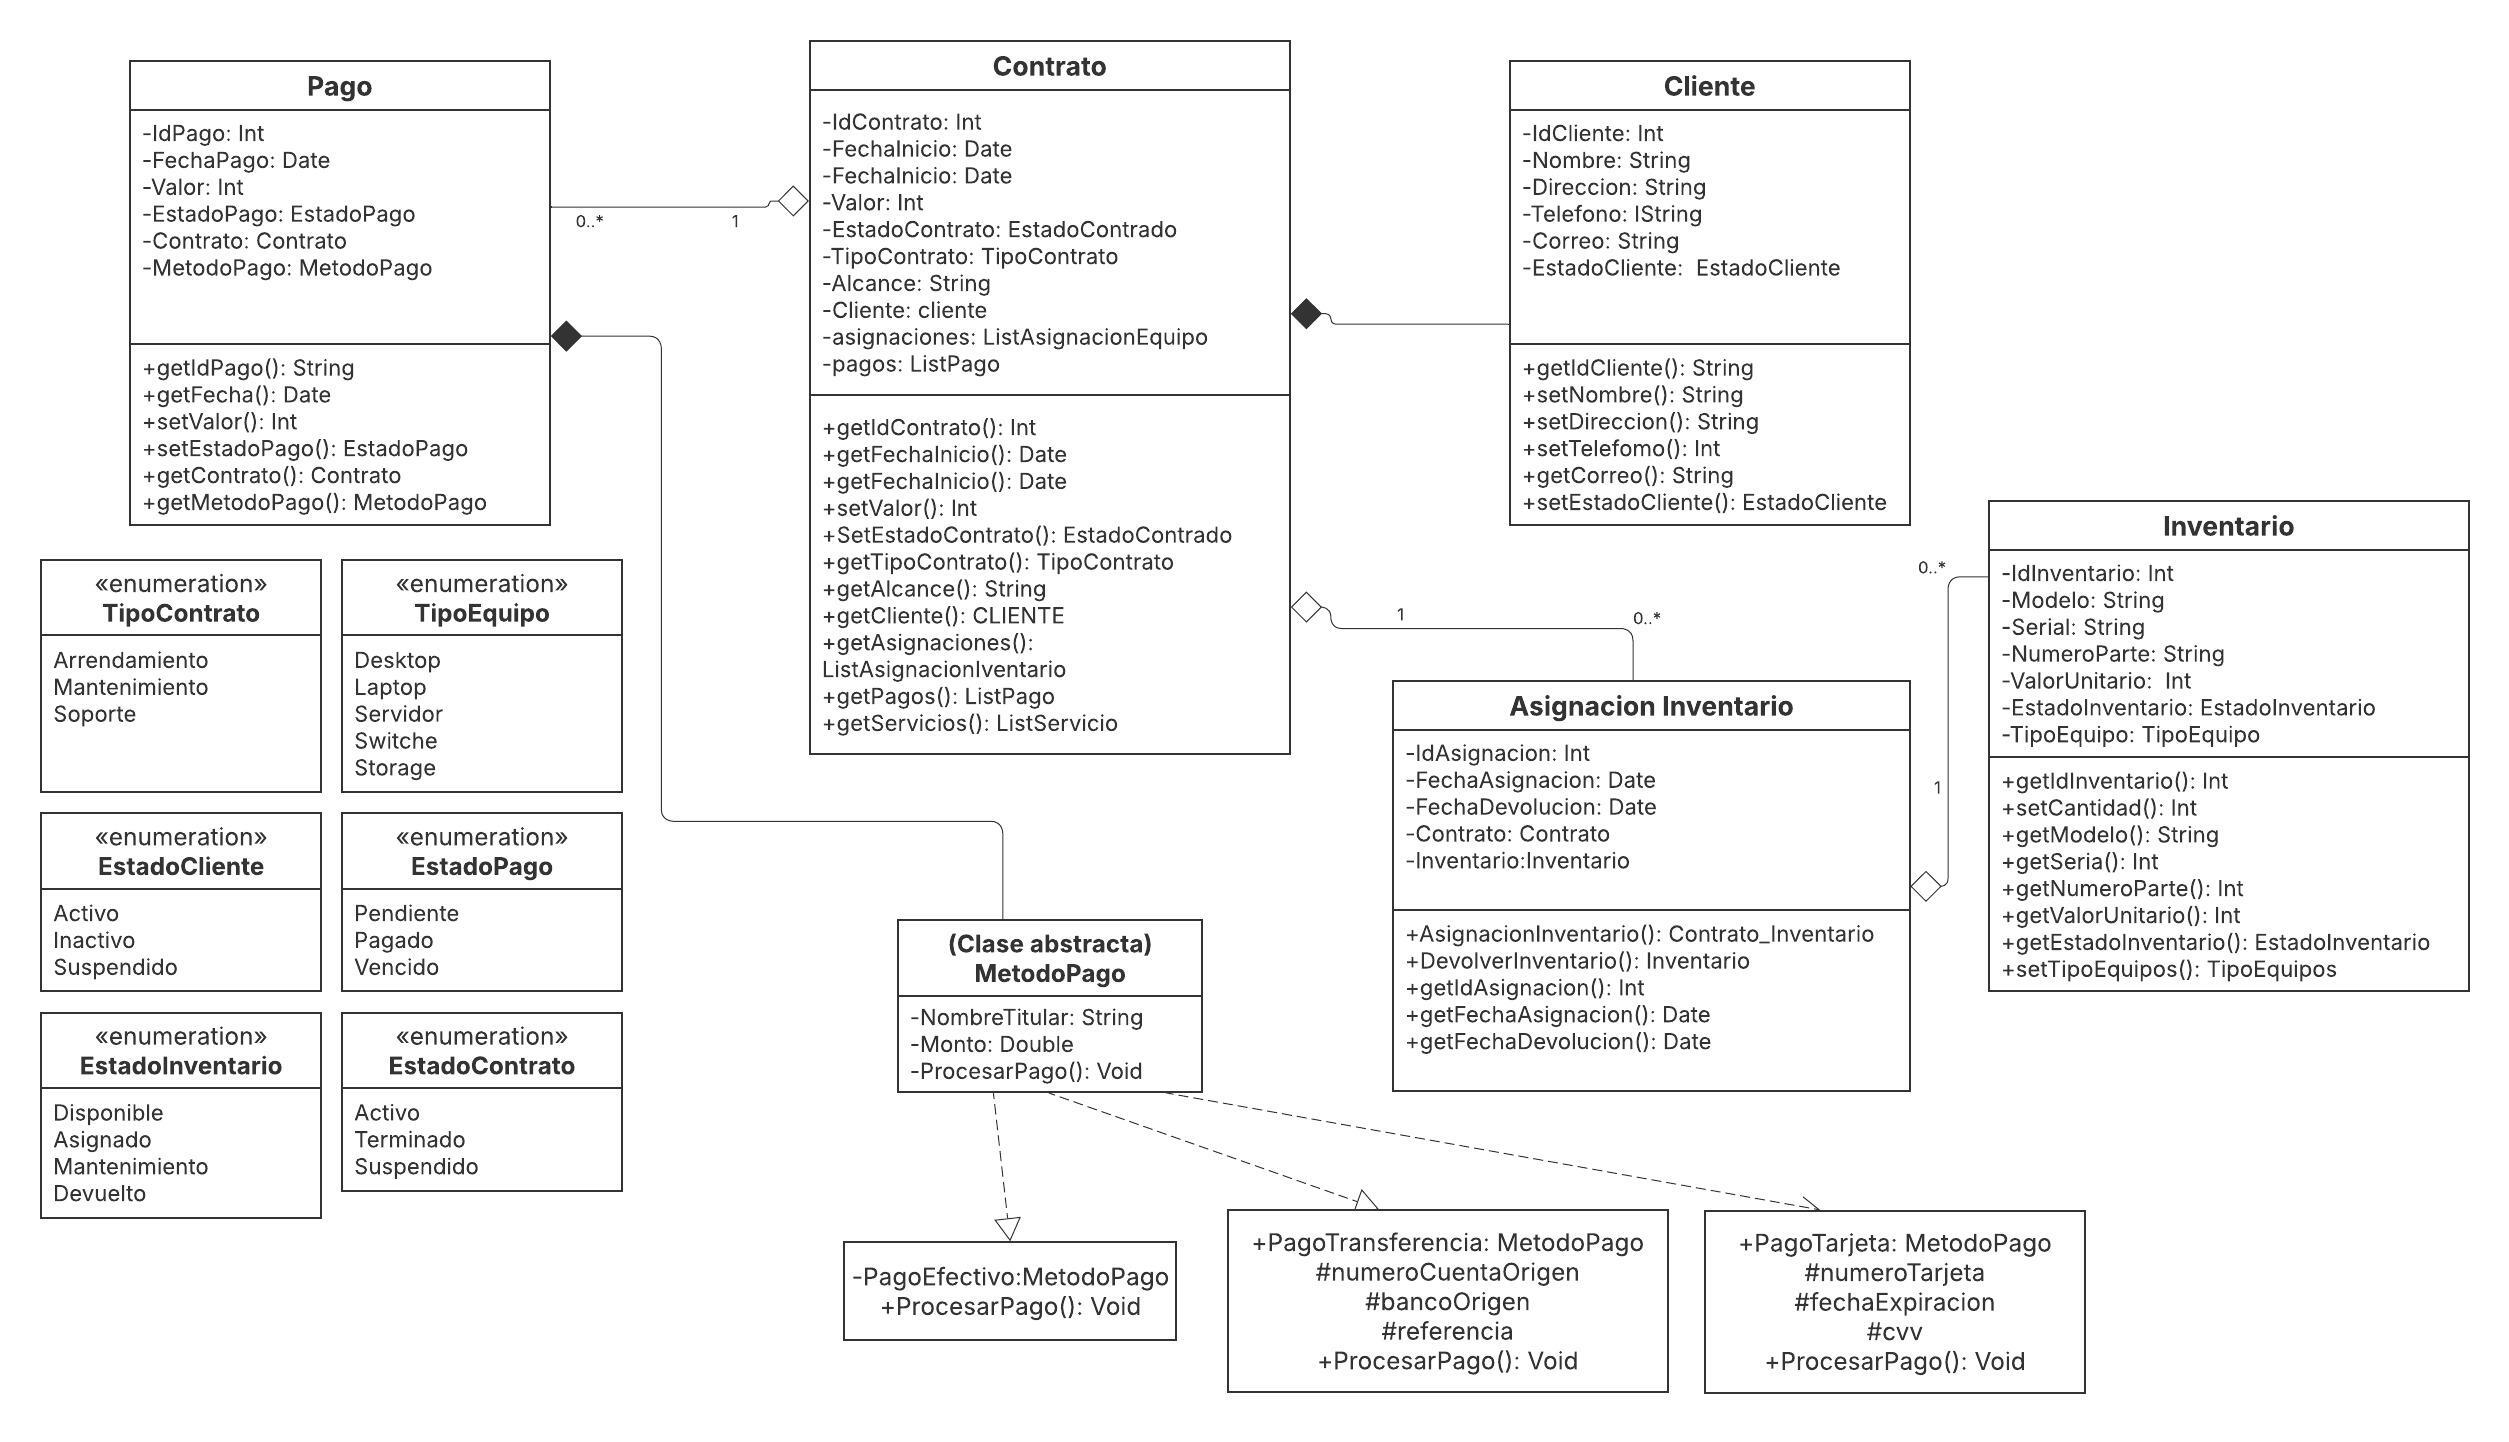 Pago
-IdPago: Int
-FechaPago: Date
-Valor: Int
-EstadoPago: EstadoPago
-Contrato: Contrato
-MetodoPago: MetodoPago
+getIdPago(): String
+getFecha(): Date
+setValor(): Int
+setEstadoPago(): EstadoPago
+getContrato(): Contrato
+getMetodoPago(): MetodoPago
0..*
1
Contrato
-IdContrato: Int
-FechaInicio: Date
-FechaInicio: Date
-Valor: Int
-EstadoContrato: EstadoContrado
-TipoContrato: TipoContrato
-Alcance: String
-Cliente: cliente
-asignaciones: ListAsignacionEquipo
-pagos: ListPago
+getIdContrato(): Int
+getFechaInicio(): Date
+getFechaInicio(): Date
+setValor(): Int
+SetEstadoContrato(): EstadoContrado
+getTipoContrato(): TipoContrato
+getAlcance(): String
+getCliente(): CLIENTE
+getAsignaciones():
ListAsignacionIventario
+getPagos(): ListPago
+getServicios(): ListServicio
Cliente
-IdCliente: Int
-Nombre: String
-Direccion: String
-Telefono: IString
-Correo: String
-EstadoCliente:  EstadoCliente
+getIdCliente(): String
+setNombre(): String
+setDireccion(): String
+setTelefomo(): Int
+getCorreo(): String
+setEstadoCliente(): EstadoCliente
1
0..*
0..*
1
Inventario
-IdInventario: Int
-Modelo: String
-Serial: String
-NumeroParte: String
-ValorUnitario:  Int
-EstadoInventario: EstadoInventario
-TipoEquipo: TipoEquipo
+getIdInventario(): Int
+setCantidad(): Int
+getModelo(): String
+getSeria(): Int
+getNumeroParte(): Int
+getValorUnitario(): Int
+getEstadoInventario(): EstadoInventario
+setTipoEquipos(): TipoEquipos
Asignacion Inventario
-IdAsignacion: Int
-FechaAsignacion: Date
-FechaDevolucion: Date
-Contrato: Contrato
-Inventario:Inventario
+AsignacionInventario(): Contrato_Inventario
+DevolverInventario(): Inventario
+getIdAsignacion(): Int
+getFechaAsignacion(): Date
+getFechaDevolucion(): Date
«enumeration»
TipoContrato
Arrendamiento
Mantenimiento
Soporte
«enumeration»
TipoEquipo
Desktop
Laptop
Servidor
Switche
Storage
«enumeration»
EstadoCliente
Activo
Inactivo
Suspendido
«enumeration»
EstadoPago
Pendiente
Pagado
Vencido
«enumeration»
EstadoInventario
Disponible
Asignado
Mantenimiento
Devuelto
«enumeration»
EstadoContrato
Activo
Terminado
Suspendido
(Clase abstracta)
MetodoPago
-NombreTitular: String
-Monto: Double
-ProcesarPago(): Void
-PagoEfectivo:MetodoPago
+ProcesarPago(): Void
+PagoTransferencia: MetodoPago
#numeroCuentaOrigen
#bancoOrigen
#referencia
+ProcesarPago(): Void
+PagoTarjeta: MetodoPago
#numeroTarjeta
#fechaExpiracion
#cvv
+ProcesarPago(): Void